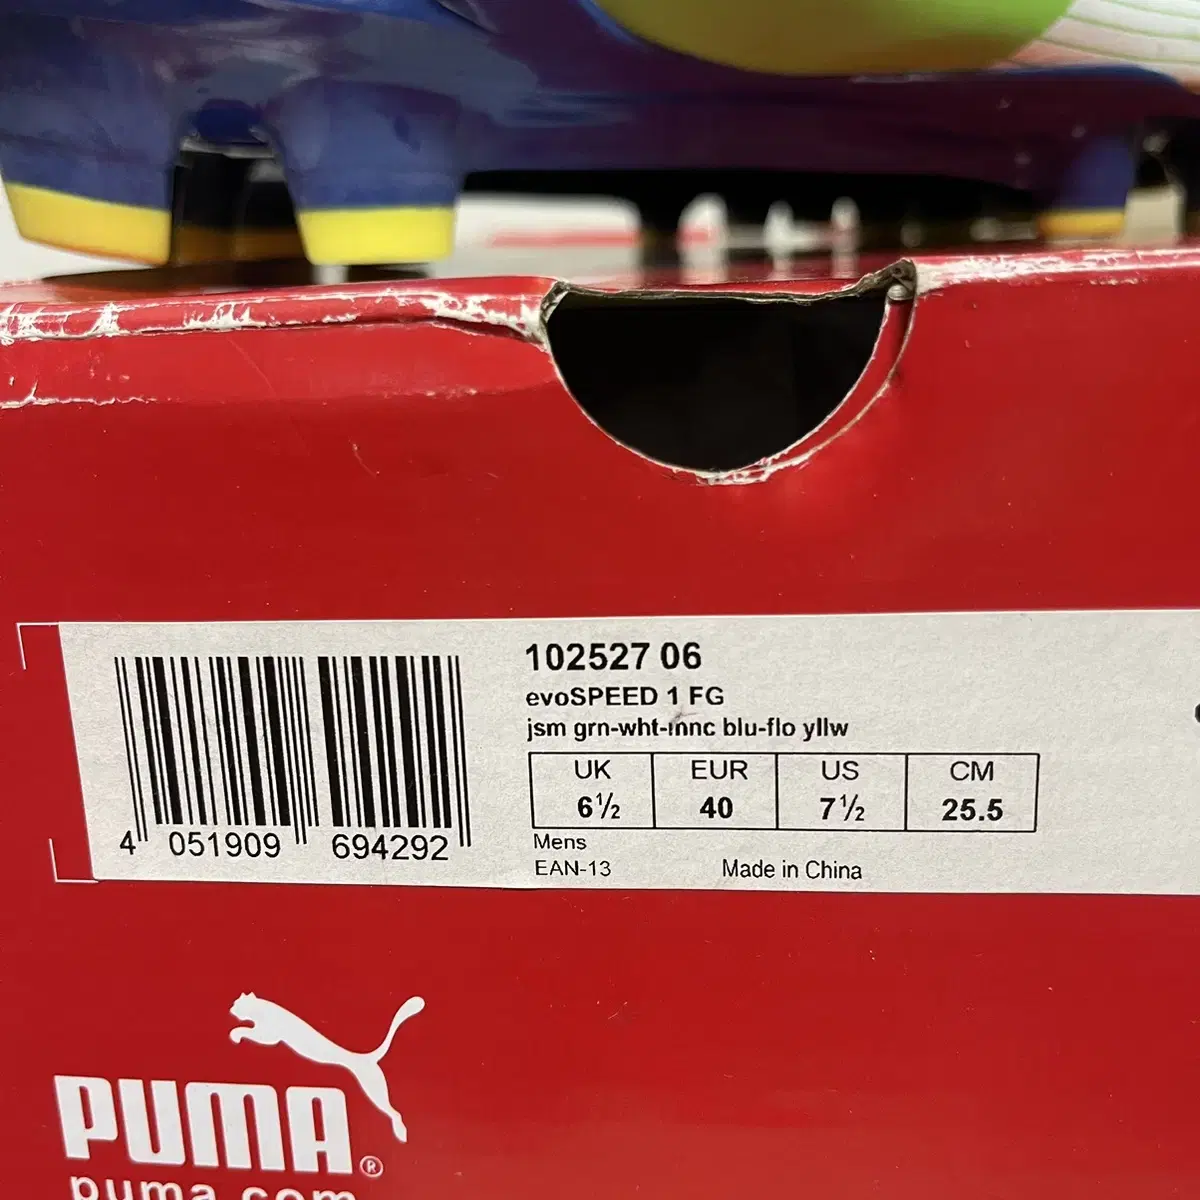 102527 06
evoSPEED 1 FG
jsm grn-wht-mnc blu-flo yllw
UK EUR US CM
6½ 40 7½ 25.5
Mens
EAN-13 Made in China
4 051909 694292
PUMA®
puma.com